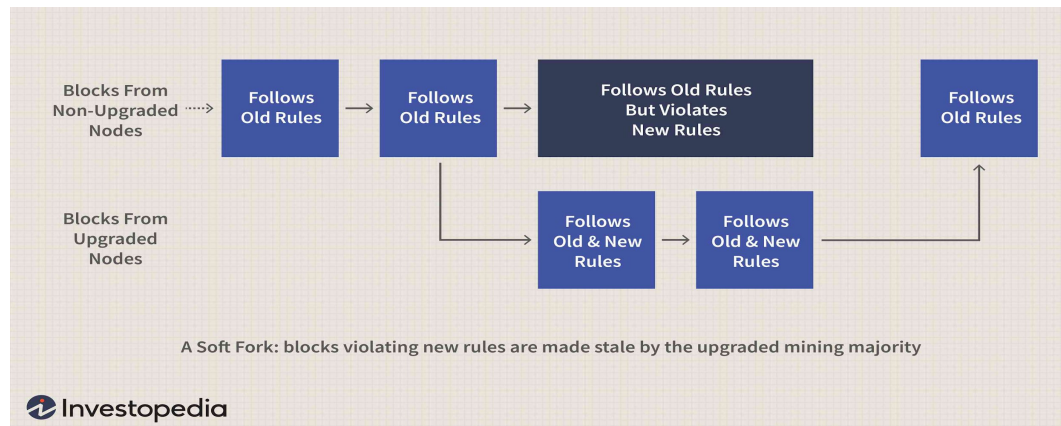 Blocks From
Non-Upgraded
Nodes
Follows
Old Rules
Follows
Old Rules
Follows Old Rules
But Violates
New Rules
Follows
Old Rules
Blocks From
Upgraded
Nodes
Follows
Old & New
Rules
Follows
Old & New
Rules
A Soft Fork: blocks violating new rules are made stale by the upgraded mining majority
Investopedia